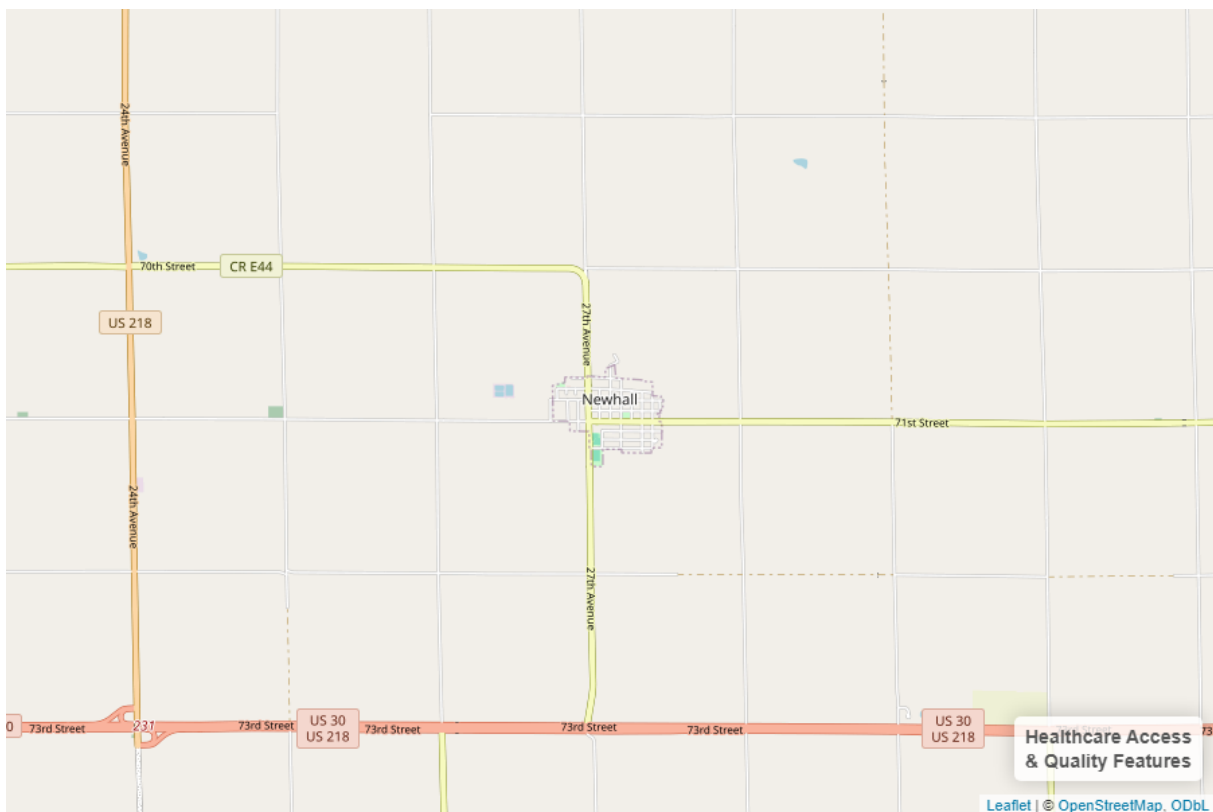 24th Avenue
70th Street
CR E44
US 218
27th Avenue
Newhall
71st Street
24th Avenue
27th Avenue
0
73rd Street
231
73rd Street
US 30
US 218
73rd Street
73rd Street
73rd Street
US 30
US 218
73
Healthcare Access
& Quality Features
Leaflet | © OpenStreetMap, ODbL